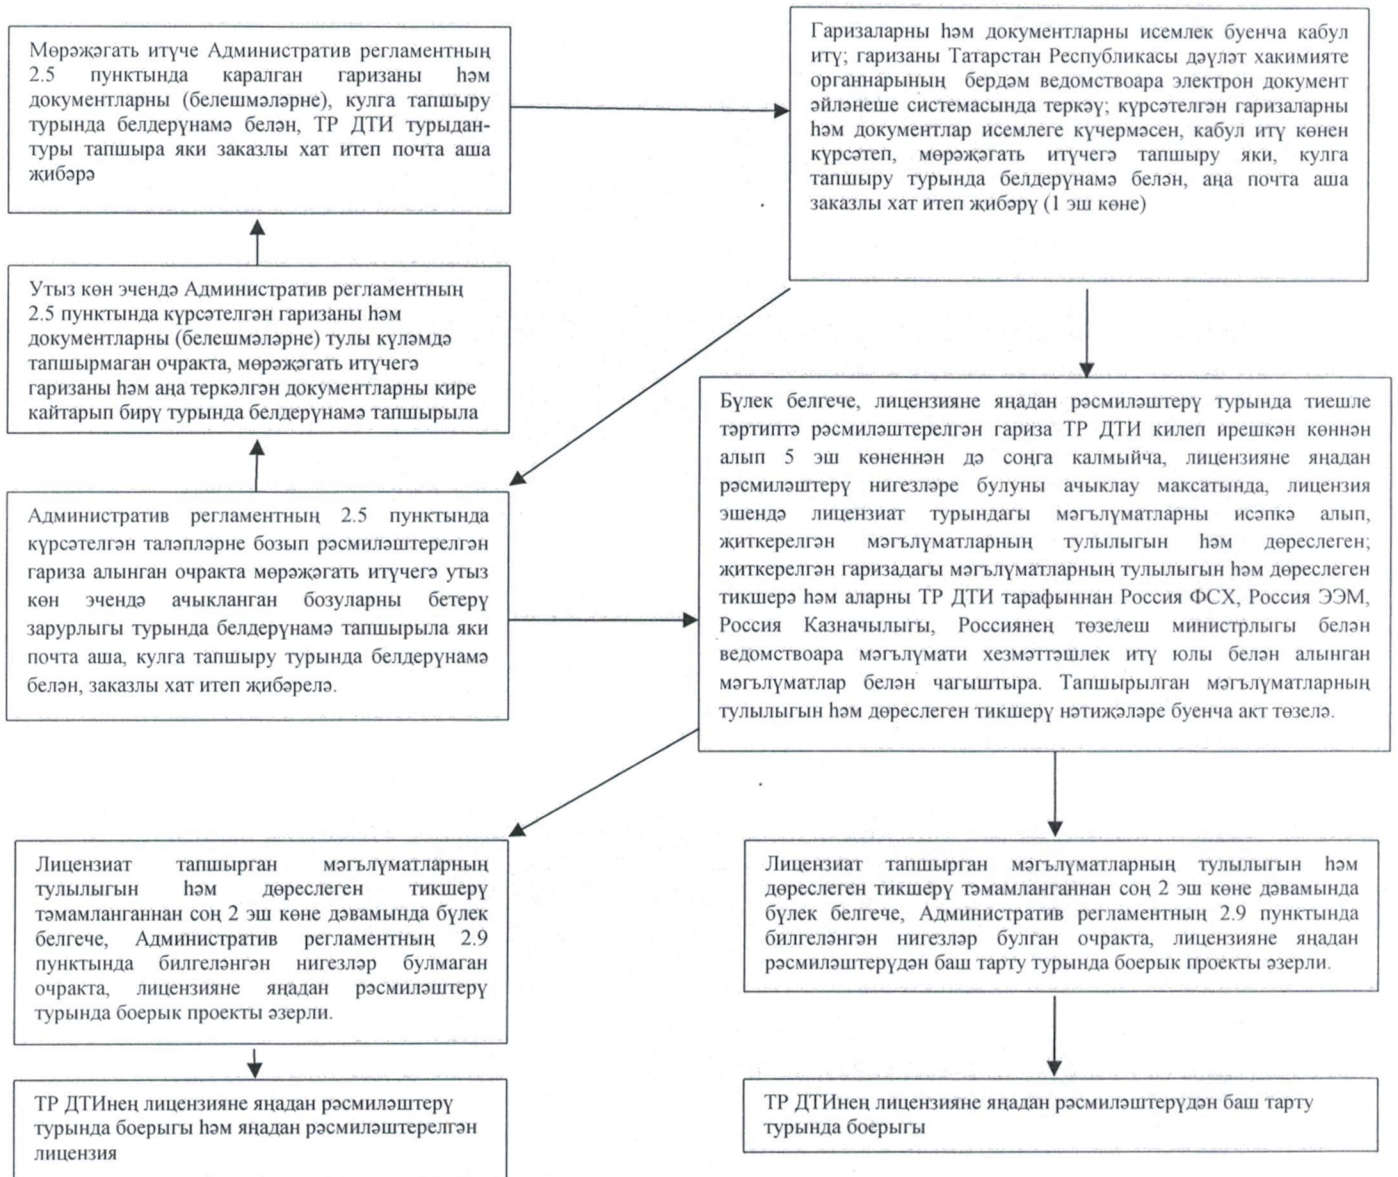 Мөрәҗәгать итүче Административ регламентның
2.5 пунктында каралган гаризаны һәм
документларны (белешмәләрне), кулга тапшыру
турында белдерүнамә белән, ТР ДТИ турыдан-
туры тапшыра яки заказлы хат итеп почта аша
җибәрә
Гаризаларны һәм документларны исемлек буенча кабул
итү; гаризаны Татарстан Республикасы дәүләт хакимияте
органнарының бердәм ведомствоара электрон документ
әйләнеше системасында теркәү; күрсәтелгән гаризаларны
һәм документлар исемлеге күчермәсен, кабул итү көнен
күрсәтеп, мөрәҗәгать итүчегә тапшыру яки, кулга
тапшыру турында белдерүнамә белән, аңа почта аша
заказлы хат итеп җибәрү (1 эш көне)
Утыз көн эчендә Административ регламентның
2.5 пунктында күрсәтелгән гаризаны һәм
документларны (белешмәләрне) тулы күләмдә
тапшырмаган очракта, мөрәҗәгать итүчегә
гаризаны һәм аңа теркәлгән документларны кире
кайтарып бирү турында белдерүнамә тапшырыла
Бүлек белгече, лицензияне яңадан рәсмиләштерү турында тиешле
тәртиптә рәсмиләштерелгән гариза ТР ДТИ килеп ирешкән көннән
алып 5 эш көненнән дә соңга калмыйча, лицензияне яңадан
рәсмиләштерү нигезләре булуны ачыклау максатында, лицензия
эшендә лицензиат турындагы мәгълүматларны исәпкә алып,
җиткерелгән мәгълүматларның тулылыгын һәм дөреслеген;
җиткерелгән гаризадагы мәгълүматларның тулылыгын һәм дөреслеген
тикшерә һәм аларны ТР ДТИ тарафыннан Россия ФСХ, Россия ЭЭМ,
Россия Казначылыгы, Россиянең төзелеш министрлыгы белән
ведомствоара мәгълүмати хезмәттәшлек итү юлы белән алынган
мәгълүматлар белән чагыштыра. Тапшырылган мәгълүматларның
тулылыгын һәм дөреслеген тикшерү нәтиҗәләре буенча акт төзелә.
Административ регламентның 2.5 пунктында
күрсәтелгән таләпләрне бозып рәсмиләштерелгән
гариза алынган очракта мөрәҗәгать итүчегә утыз
көн эчендә ачыкланган бозуларны бетерү
зарурлыгы турында белдерүнамә тапшырыла яки
почта аша, кулга тапшыру турында белдерүнамә
белән, заказлы хат итеп җибәрелә.
Лицензиат тапшырган мәгълүматларның
тулылыгын һәм дөреслеген тикшерү
тәмамланганнан соң 2 эш көне дәвамында бүлек
белгече, Административ регламентның 2.9
пунктында билгеләнгән нигезләр булмаган
очракта, лицензияне яңадан рәсмиләштерү
турында боерык проекты әзерли.
Лицензиат тапшырган мәгълүматларның тулылыгын һәм
дөреслеген тикшерү тәмамланганнан соң 2 эш көне дәвамында
бүлек белгече, Административ регламентның 2.9 пунктында
билгеләнгән нигезләр булган очракта, лицензияне яңадан
рәсмиләштерүдән баш тарту турында боерык проекты әзерли.
ТР ДТИнең лицензияне яңадан рәсмиләштерү
турында боерыгы һәм яңадан рәсмиләштерелгән
лицензия
ТР ДТИнең лицензияне яңадан рәсмиләштерүдән баш тарту
турында боерыгы